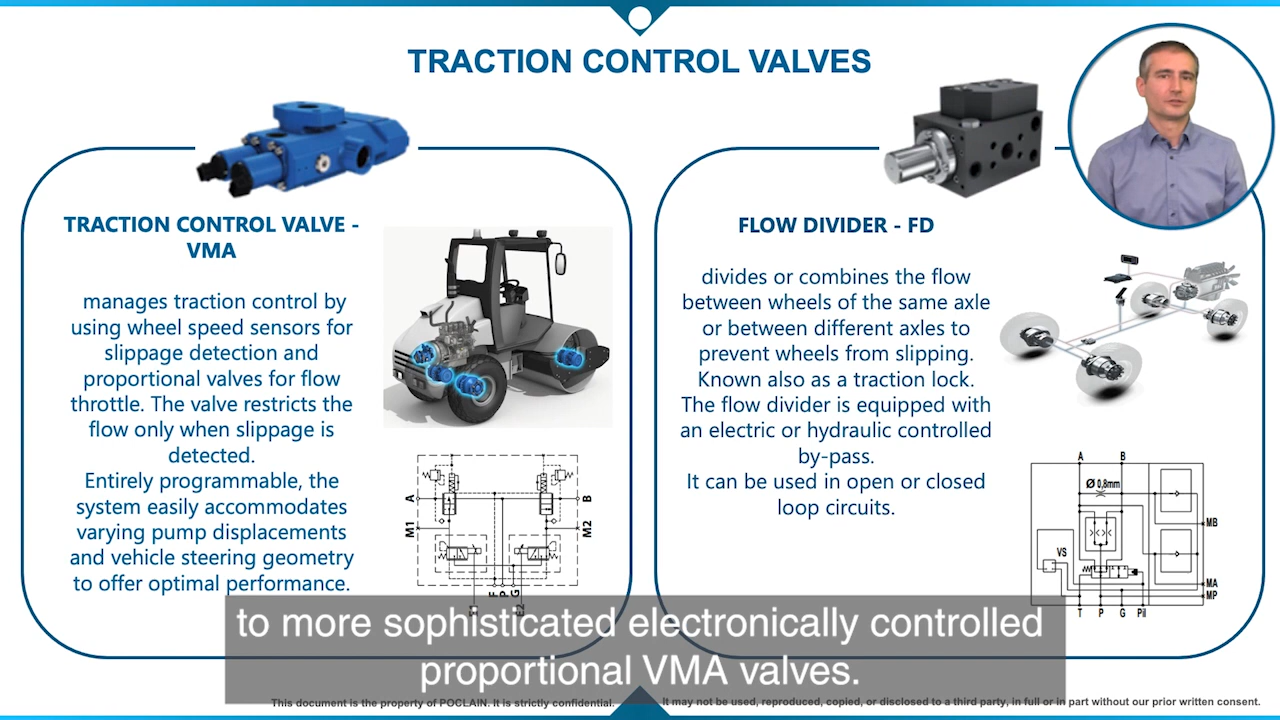 TRACTION CONTROL VALVES
TRACTION CONTROL VALVE -
VMA
manages traction control by
using wheel speed sensors for
slippage detection and
proportional valves for flow
throttle. The valve restricts the
flow only when slippage is
detected.
Entirely programmable, the
system easily accommodates
varying pump displacements
and vehicle steering geometry
to offer optimal performance.
A
B
M1
M2
F
P
G
FLOW DIVIDER - FD
divides or combines the flow
between wheels of the same axle
or between different axles to
prevent wheels from slipping.
Known also as a traction lock.
The flow divider is equipped with
an electric or hydraulic controlled
by-pass.
It can be used in open or closed
loop circuits.
A B
Ø 0,8mm
MB
VS
MA
MP
T P G Pil
to more sophisticated electronically controlled
proportional VMA valves.
This document is the property of POCLAIN. It is strictly confidential. It may not be used, reproduced, copied, or disclosed to a third party, in full or in part without our prior written consent.